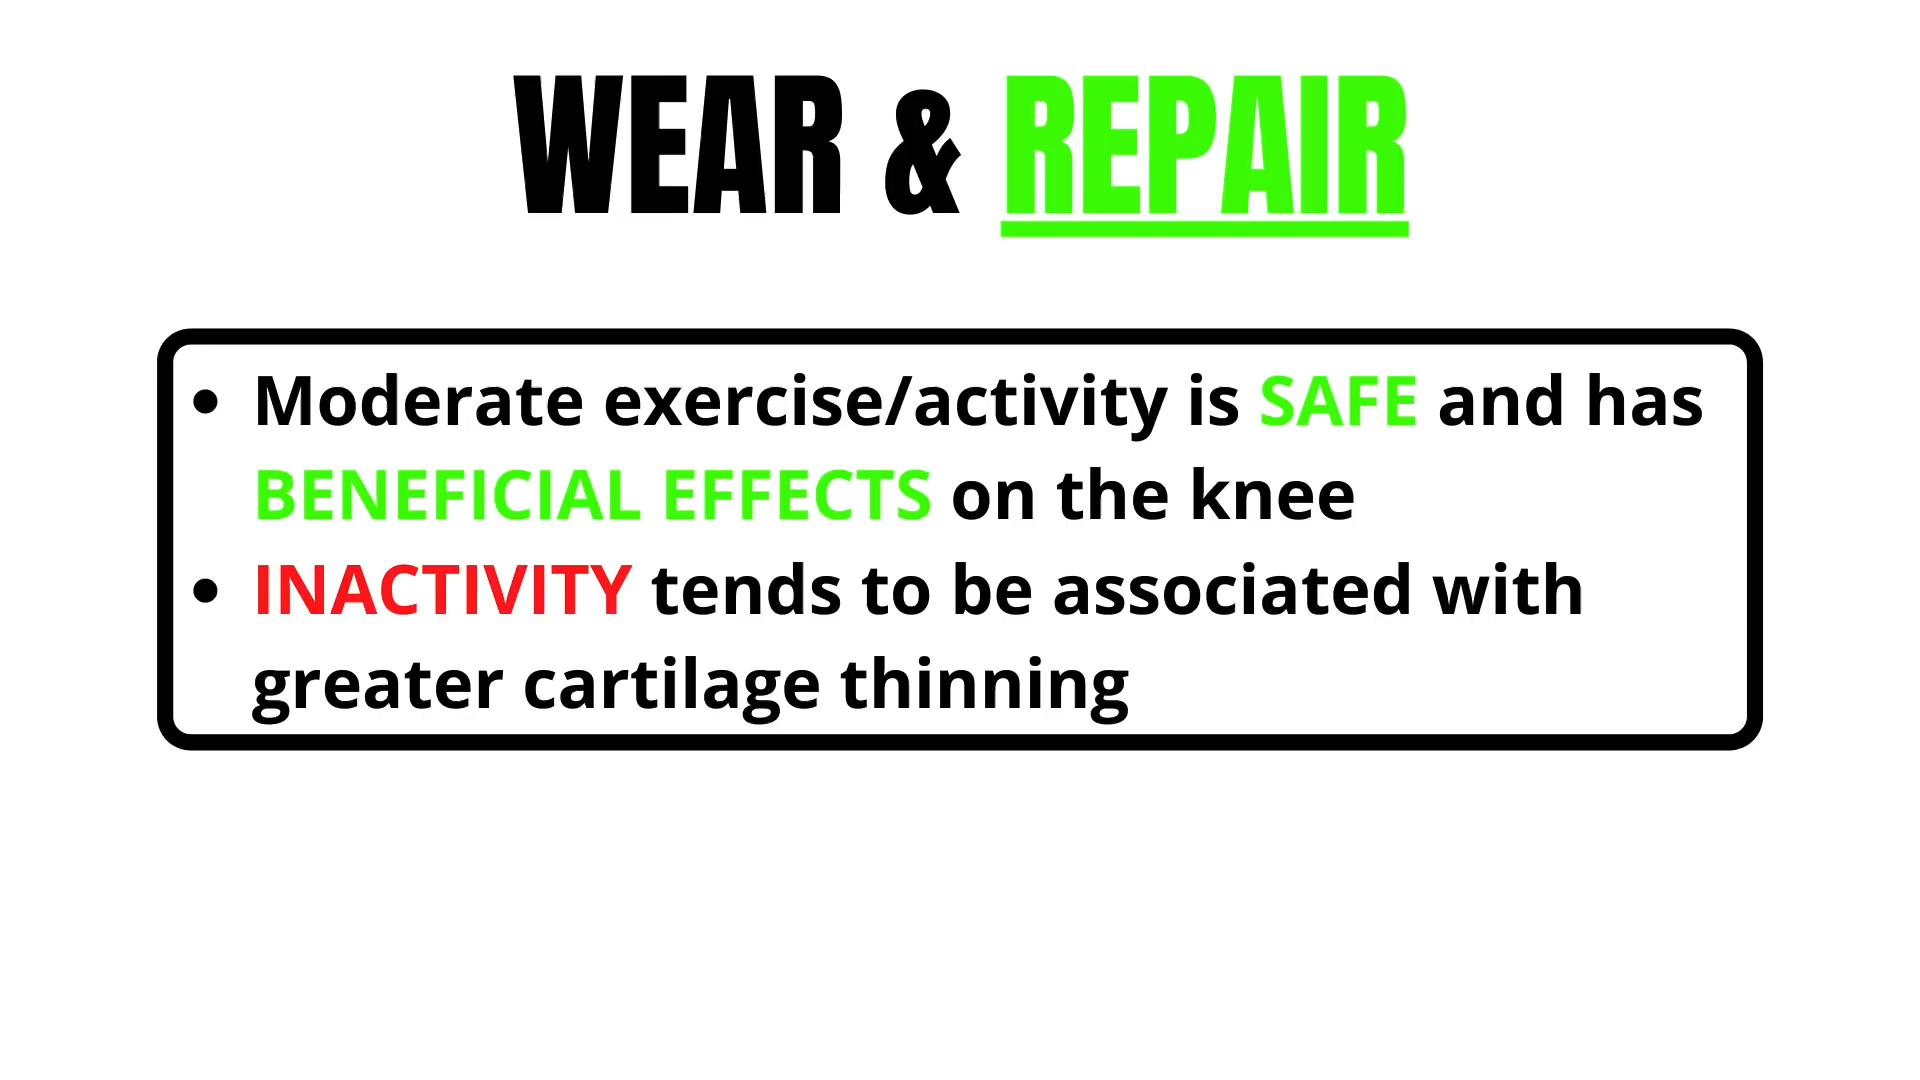 WEAR & REPAIR
• Moderate exercise/activity is SAFE and has
BENEFICIAL EFFECTS on the knee
• INACTIVITY tends to be associated with
greater cartilage thinning